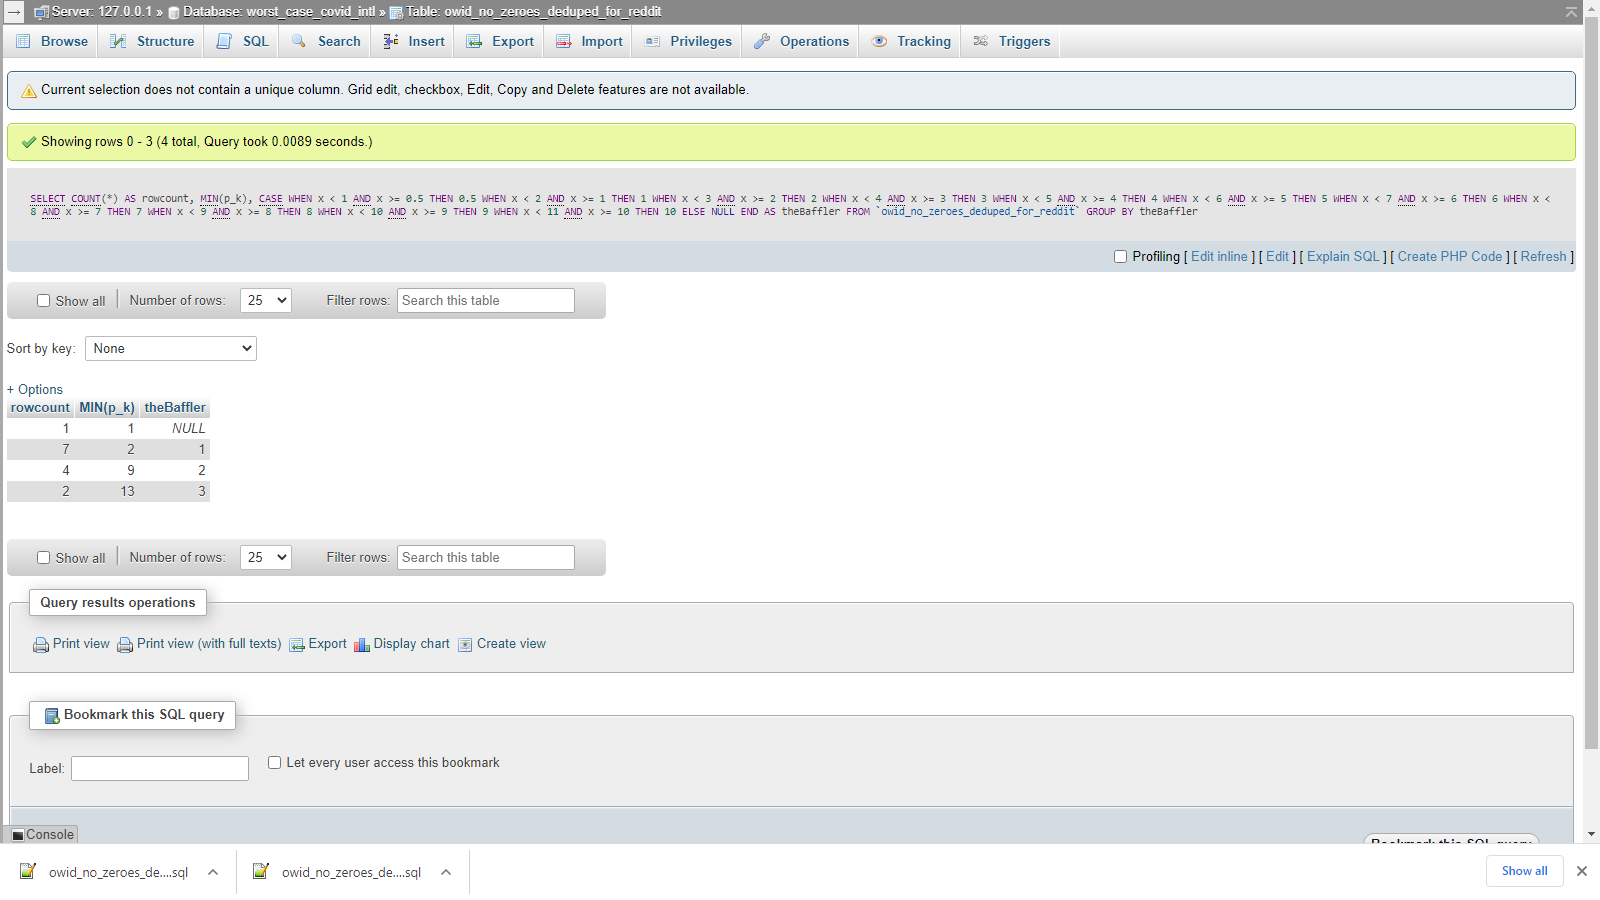 Server: 127.0.0.1 » Database: worst_case_covid_intl » Table: owid_no_zeroes_deduped_for_reddit
Browse Structure SQL Search Insert Export Import Privileges Operations Tracking Triggers
Current selection does not contain a unique column. Grid edit, checkbox, Edit, Copy and Delete features are not available.
Showing rows 0 - 3 (4 total, Query took 0.0089 seconds.)
SELECT COUNT(*) AS rowcount, MIN(p_k), CASE WHEN x < 1 AND x >= 0.5 THEN 0.5 WHEN x < 2 AND x >= 1 THEN 1 WHEN x < 3 AND x >= 2 THEN 2 WHEN x < 4 AND x >= 3 THEN 3 WHEN x < 5 AND x >= 4 THEN 4 WHEN x < 6 AND x >= 5 THEN 5 WHEN x < 7 AND x >= 6 THEN 6 WHEN x <
8 AND x >= 7 THEN 7 WHEN x < 9 AND x >= 8 THEN 8 WHEN x < 10 AND x >= 9 THEN 9 WHEN x < 11 AND x >= 10 THEN 10 ELSE NULL END AS theBaffler FROM `owid_no_zeroes_deduped_for_reddit` GROUP BY theBaffler
Profiling [ Edit inline ] [ Edit ] [ Explain SQL ] [ Create PHP Code ] [ Refresh ]
Show all Number of rows: 25 Filter rows: Search this table
Sort by key: None
+ Options
rowcount MIN(p_k) theBaffler
1 1 NULL
7 2 1
4 9 2
2 13 3
Show all Number of rows: 25 Filter rows: Search this table
Query results operations
Print view Print view (with full texts) Export Display chart Create view
Bookmark this SQL query
Label: Let every user access this bookmark
Console
Bookmark this SQL query
owid_no_zeroes_de....sql owid_no_zeroes_de....sql Show all